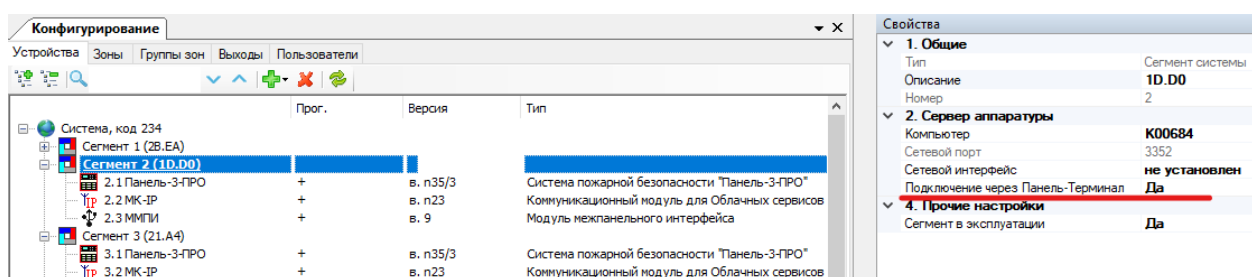 Конфигурирование
Устройства Зоны Группы зон Выходы Пользователи
Прог. Версия Тип
Система, код 234
Сегмент 1 (2B.EA)
Сегмент 2 (1D.D0)
2.1 Панель-3-ПРО + в. п35/3 Система пожарной безопасности "Панель-3-ПРО"
2.2 МК-IP + в. п23 Коммуникационный модуль для Облачных сервисов
2.3 ММПИ + в. 9 Модуль межпанельного интерфейса
Сегмент 3 (21.A4)
3.1 Панель-3-ПРО + в. п35/3 Система пожарной безопасности "Панель-3-ПРО"
3.2 МК-IP + в. п23 Коммуникационный модуль для Облачных сервисов
Свойства
1. Общие
Тип Сегмент системы
Описание 1D.D0
Номер 2
2. Сервер аппаратуры
Компьютер K00684
Сетевой порт 3352
Сетевой интерфейс не установлен
Подключение через Панель-Терминал Да
4. Прочие настройки
Сегмент в эксплуатации Да